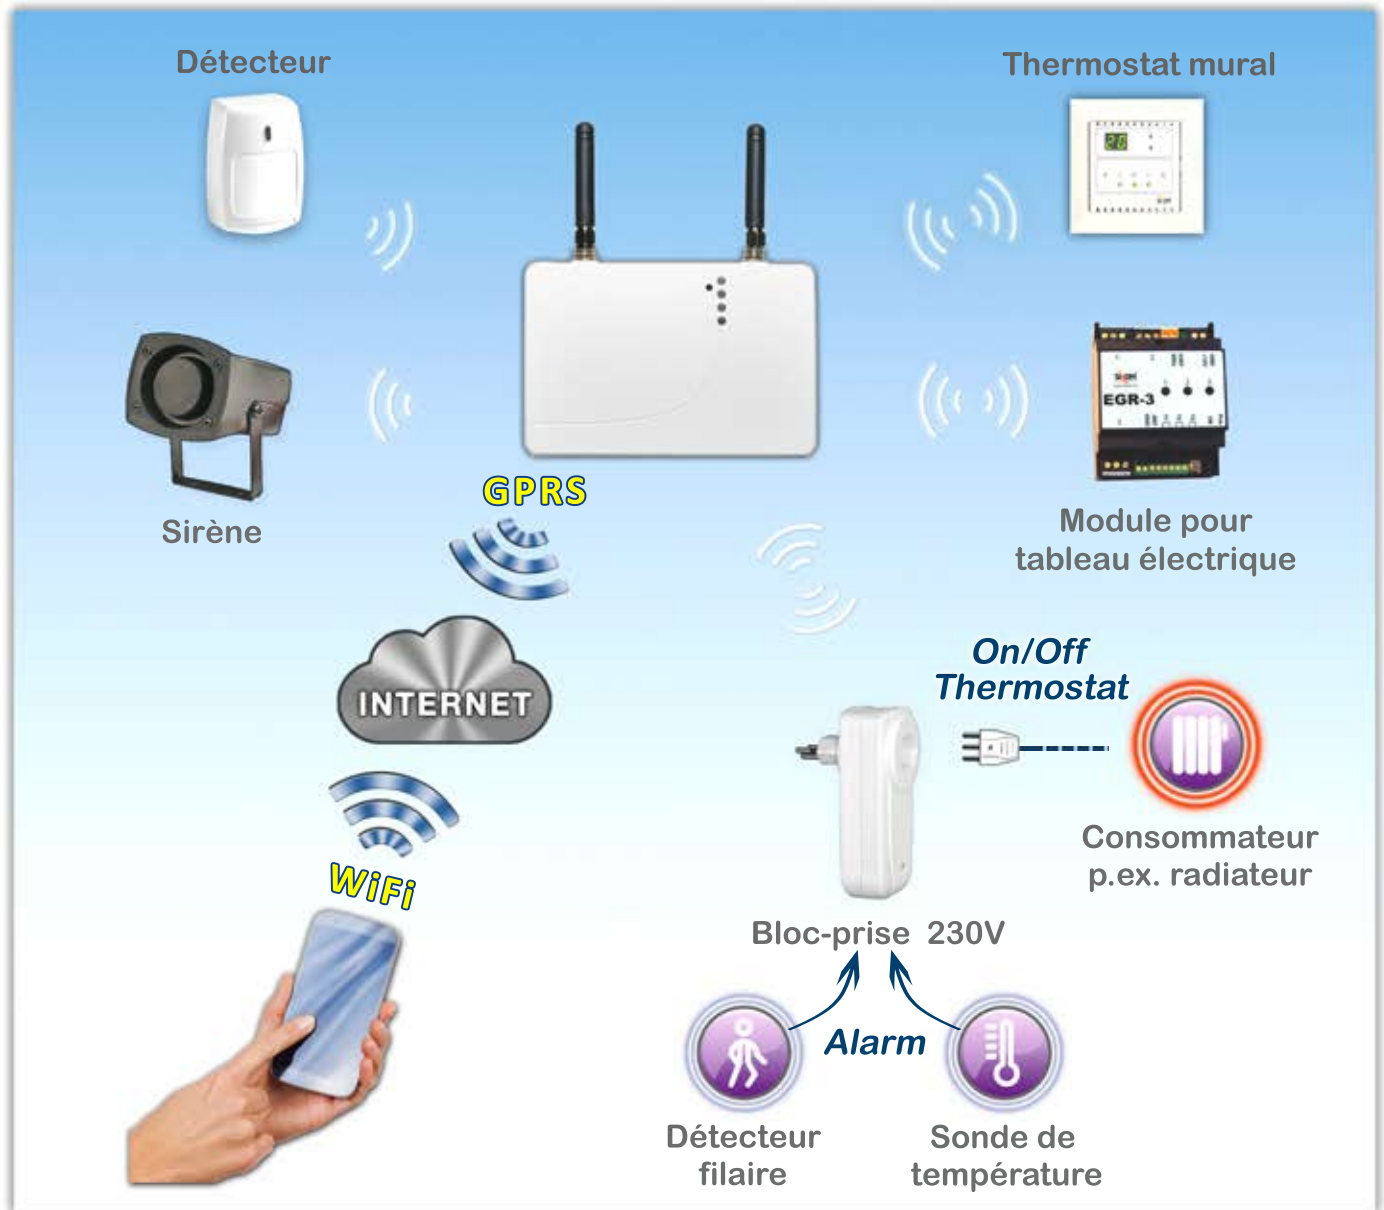 Détecteur
Thermostat mural
20
EGR-3
GPRS
Sirène
Module pour
tableau électrique
INTERNET
On/Off
Thermostat
WiFi
Consommateur
p.ex. radiateur
Bloc-prise 230V
Alarm
Détecteur
filaire
Sonde de
température